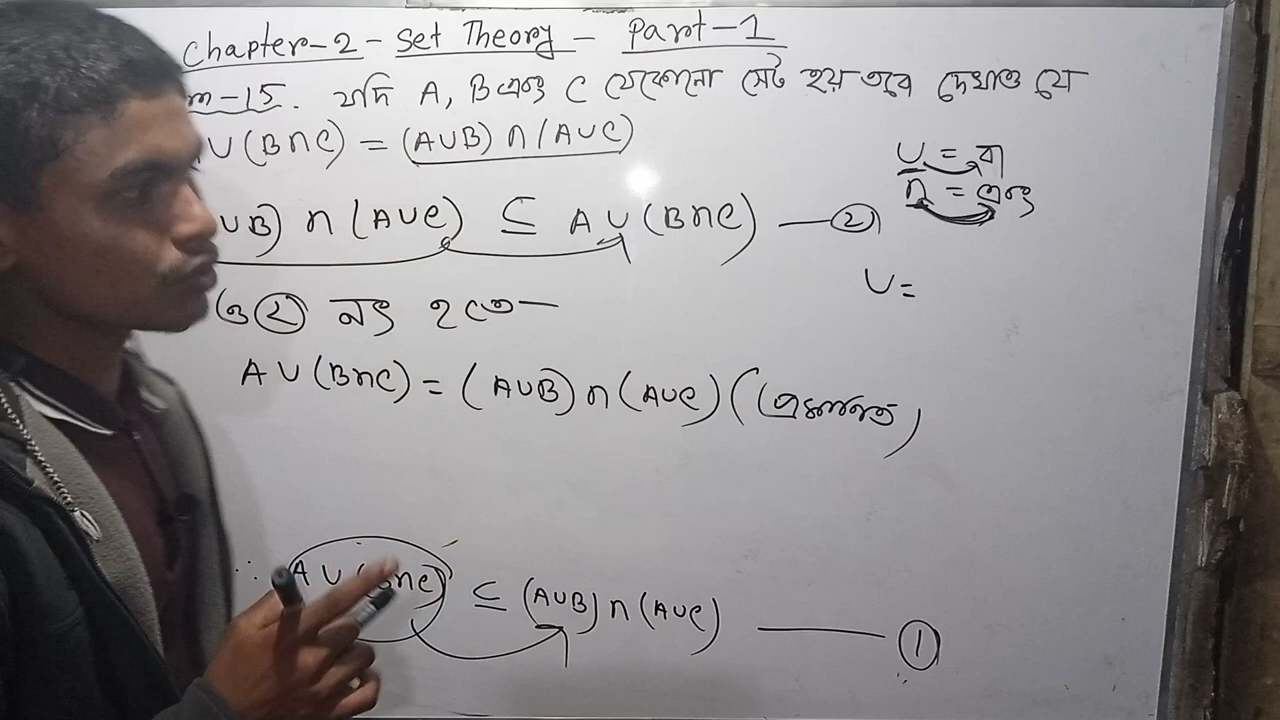 Chapter-2 - Set Theory - Part-1
m-15. যদি A, B এবং C যেকোনো সেট হয় তবে দেখাও যে
∪(B∩C) = (A∪B) ∩ (A∪C)
∪ = বা
∩ = এবং
∪B) ∩ (A∪C) ⊆ A∪(B∩C) — ②
∪ =
ও ② নং হতে—
A∪(B∩C) = (A∪B)∩(A∪C) (প্রমাণিত)
∴ A∪(B∩C) ⊆ (A∪B)∩(A∪C) — ①